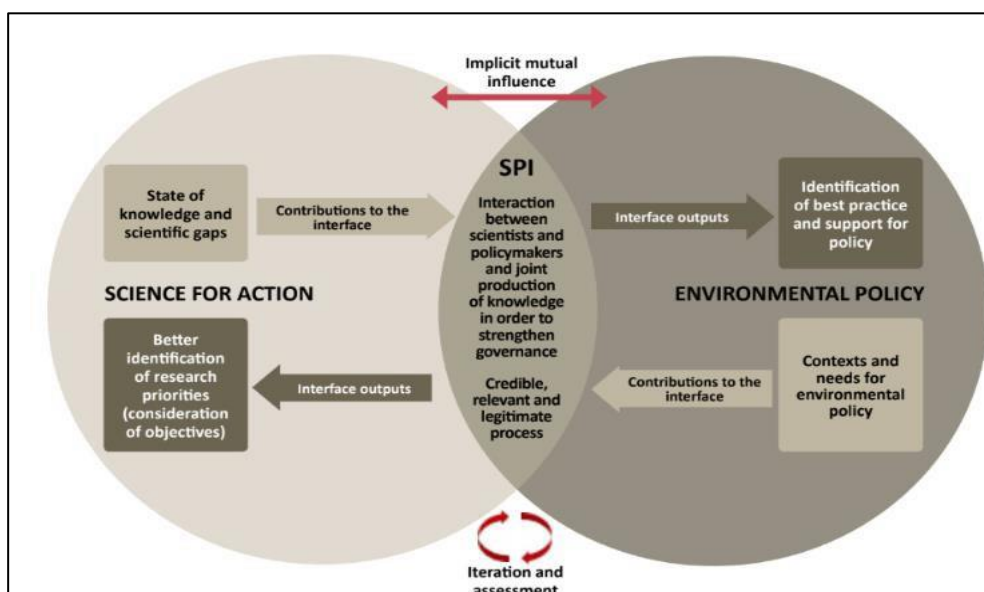 Implicit mutual
influence
SPI
Interaction
between
scientists and
policymakers
and joint
production
of knowledge
in order to
strengthen
governance
Credible,
relevant and
legitimate
process
State of
knowledge and
scientific gaps
Contributions to the
interface
SCIENCE FOR ACTION
Better
identification
of research
priorities
(consideration
of objectives)
Interface outputs
Interface outputs
Identification
of best practice
and support for
policy
ENVIRONMENTAL POLICY
Contributions to the
interface
Contexts and
needs for
environmental
policy
Iteration and
assessment